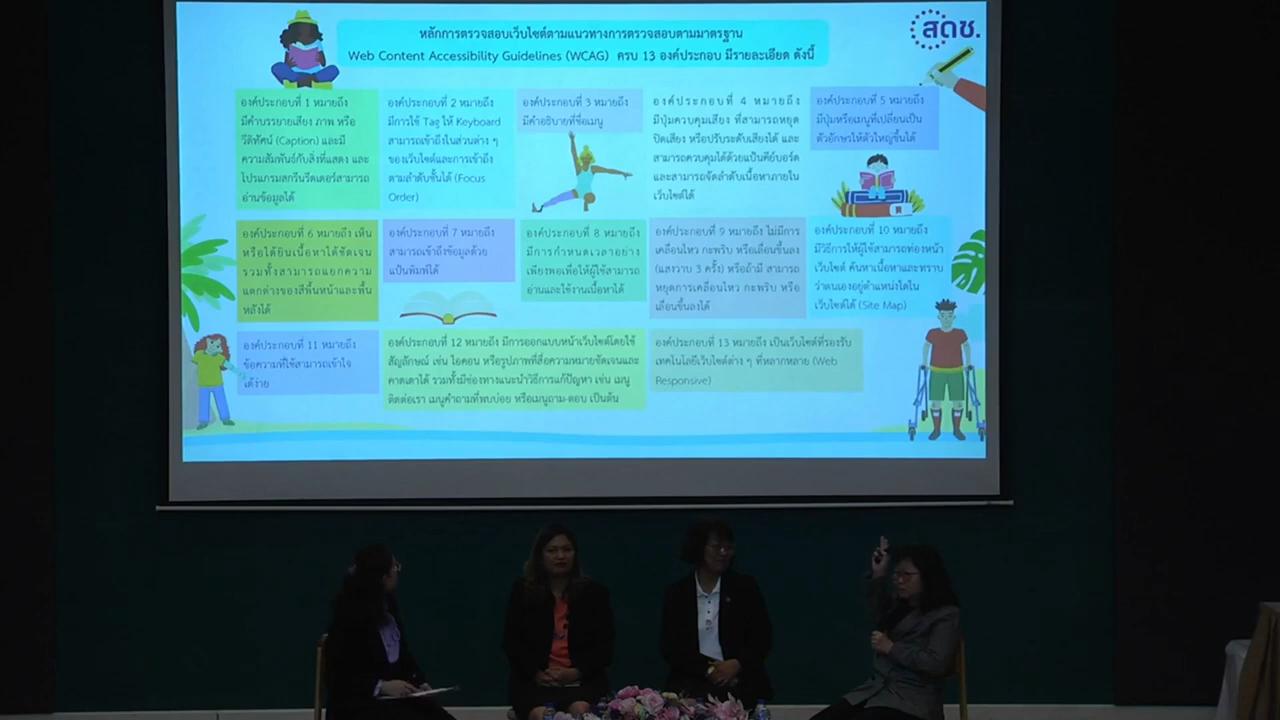 หลักการตรวจสอบเว็บไซต์ตามแนวทางการตรวจสอบตามมาตรฐาน
Web Content Accessibility Guidelines (WCAG) ครบ 13 องค์ประกอบ มีรายละเอียด ดังนี้
สดช.
องค์ประกอบที่ 1 หมายถึง
มีคำบรรยายเสียง ภาพ หรือ
วีดิทัศน์ (Caption) และมี
ความสัมพันธ์กับสิ่งที่แสดง และ
โปรแกรมสกรีนรีดเดอร์สามารถ
อ่านข้อมูลได้
องค์ประกอบที่ 2 หมายถึง
มีการใช้ Tag ให้ Keyboard
สามารถเข้าถึงในส่วนต่าง ๆ
ของเว็บไซต์และการเข้าถึง
ตามลำดับชั้นได้ (Focus
Order)
องค์ประกอบที่ 3 หมายถึง
มีคำอธิบายที่ชื่อเมนู
องค์ประกอบที่ 4 หมายถึง
มีปุ่มควบคุมเสียง ที่สามารถหยุด
ปิดเสียง หรือปรับระดับเสียงได้ และ
สามารถควบคุมได้ด้วยแป้นคีย์บอร์ด
และสามารถจัดลำดับเนื้อหาภายใน
เว็บไซต์ได้
องค์ประกอบที่ 5 หมายถึง
มีปุ่มหรือเมนูที่เปลี่ยนเป็น
ตัวอักษรให้ตัวใหญ่ขึ้นได้
องค์ประกอบที่ 6 หมายถึง เห็น
หรือได้ยินเนื้อหาได้ชัดเจน
รวมทั้งสามารถแยกความ
แตกต่างของสีพื้นหน้าและพื้น
หลังได้
องค์ประกอบที่ 7 หมายถึง
สามารถเข้าถึงข้อมูลด้วย
แป้นพิมพ์ได้
องค์ประกอบที่ 8 หมายถึง
มีการกำหนดเวลาอย่าง
เพียงพอเพื่อให้ผู้ใช้สามารถ
อ่านและใช้งานเนื้อหาได้
องค์ประกอบที่ 9 หมายถึง ไม่มีการ
เคลื่อนไหว กะพริบ หรือเลื่อนขึ้นลง
(แสงวาบ 3 ครั้ง) หรือถ้ามี สามารถ
หยุดการเคลื่อนไหว กะพริบ หรือ
เลื่อนขึ้นลงได้
องค์ประกอบที่ 10 หมายถึง
มีวิธีการให้ผู้ใช้สามารถท่องหน้า
เว็บไซต์ ค้นหาเนื้อหาและทราบ
ว่าตนเองอยู่ตำแหน่งใดใน
เว็บไซต์ได้ (Site Map)
องค์ประกอบที่ 11 หมายถึง
ข้อความที่ใช้สามารถเข้าใจ
ได้ง่าย
องค์ประกอบที่ 12 หมายถึง มีการออกแบบหน้าเว็บไซต์โดยใช้
สัญลักษณ์ เช่น ไอคอน หรือรูปภาพที่สื่อความหมายชัดเจนและ
คาดเดาได้ รวมทั้งมีช่องทางแนะนำวิธีการแก้ปัญหา เช่น เมนู
ติดต่อเรา เมนูคำถามที่พบบ่อย หรือเมนูถาม-ตอบ เป็นต้น
องค์ประกอบที่ 13 หมายถึง เป็นเว็บไซต์ที่รองรับ
เทคโนโลยีเว็บไซต์ต่าง ๆ ที่หลากหลาย (Web
Responsive)